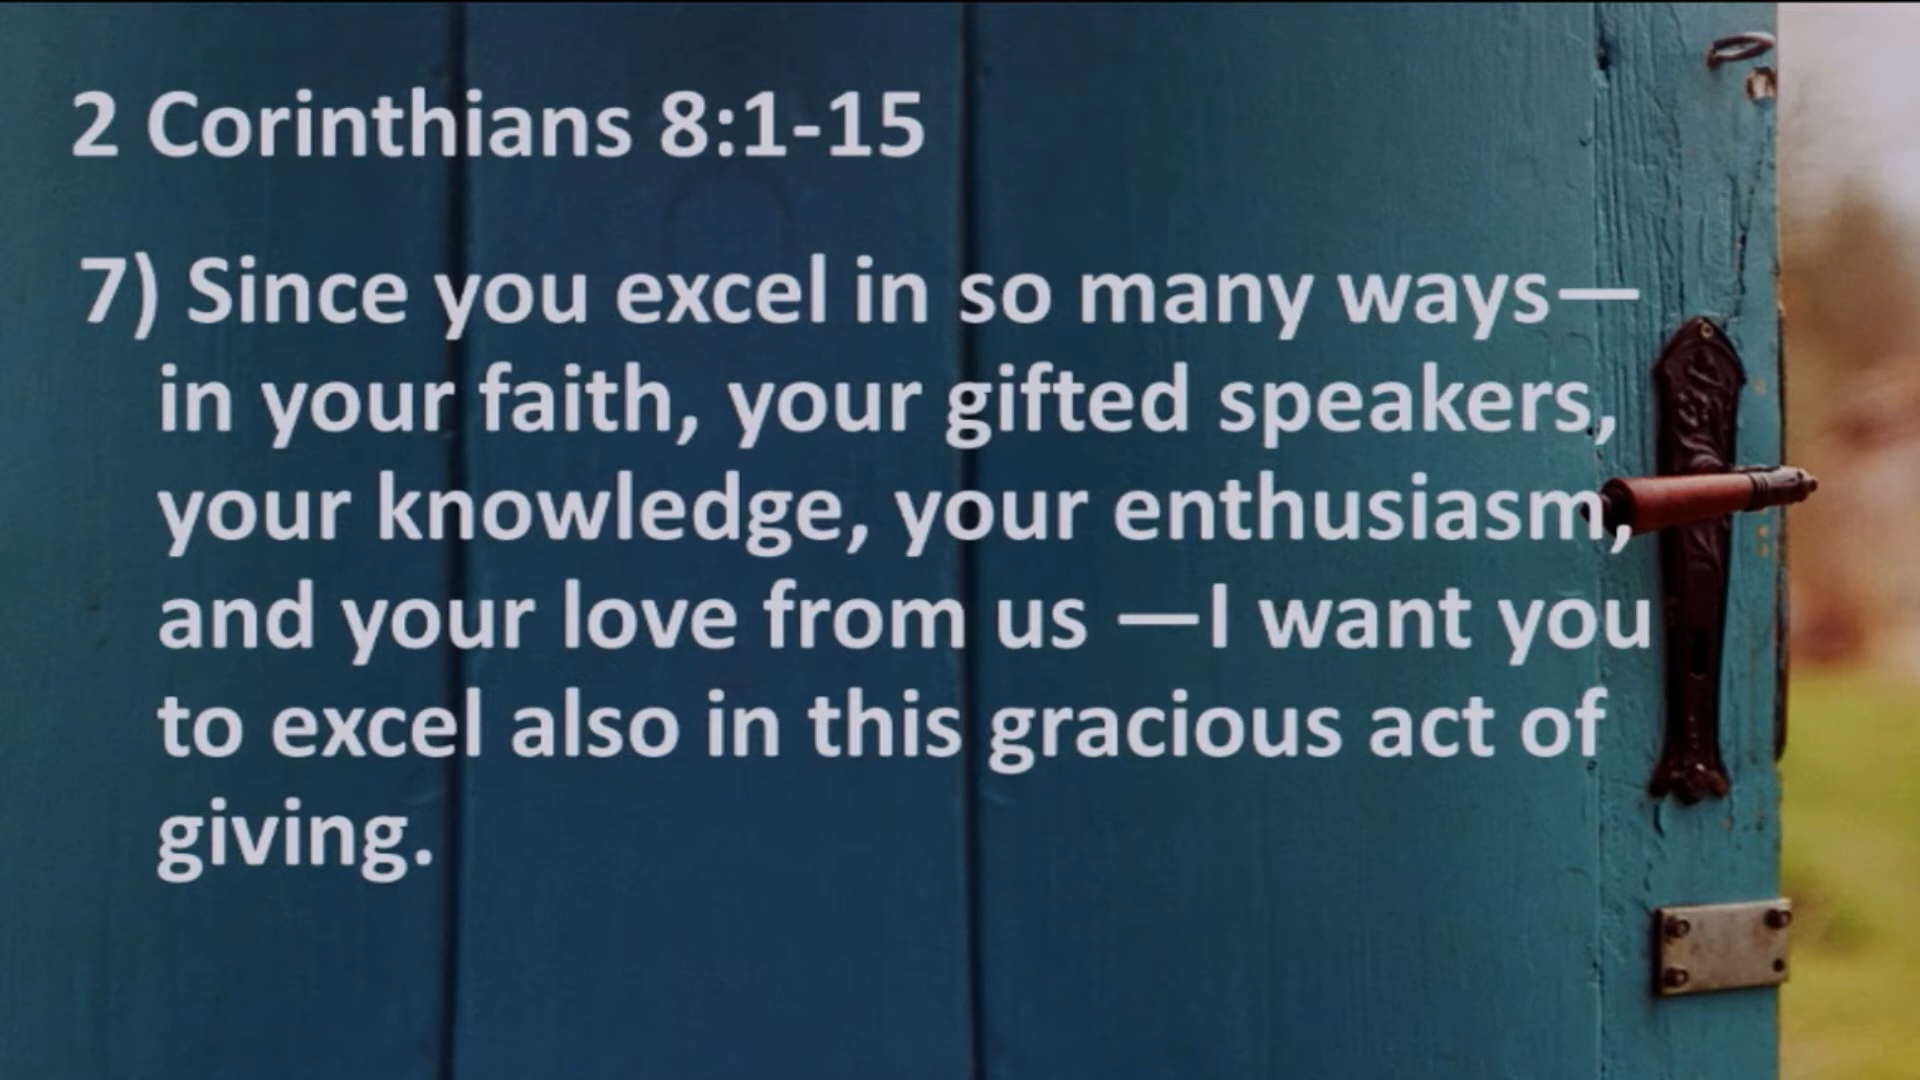 2 Corinthians 8:1-15
7) Since you excel in so many ways—
in your faith, your gifted speakers,
your knowledge, your enthusiasm,
and your love from us —I want you
to excel also in this gracious act of
giving.